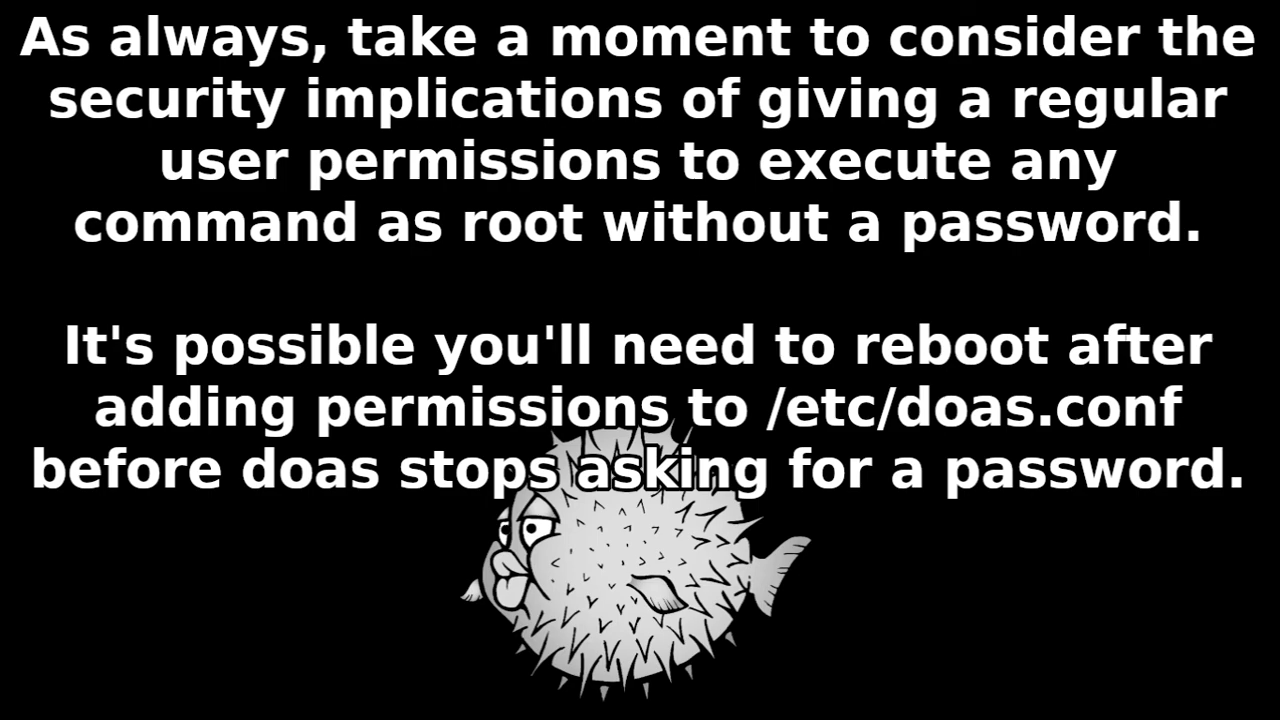 As always, take a moment to consider the
security implications of giving a regular
user permissions to execute any
command as root without a password.
It's possible you'll need to reboot after
adding permissions to /etc/doas.conf
before doas stops asking for a password.